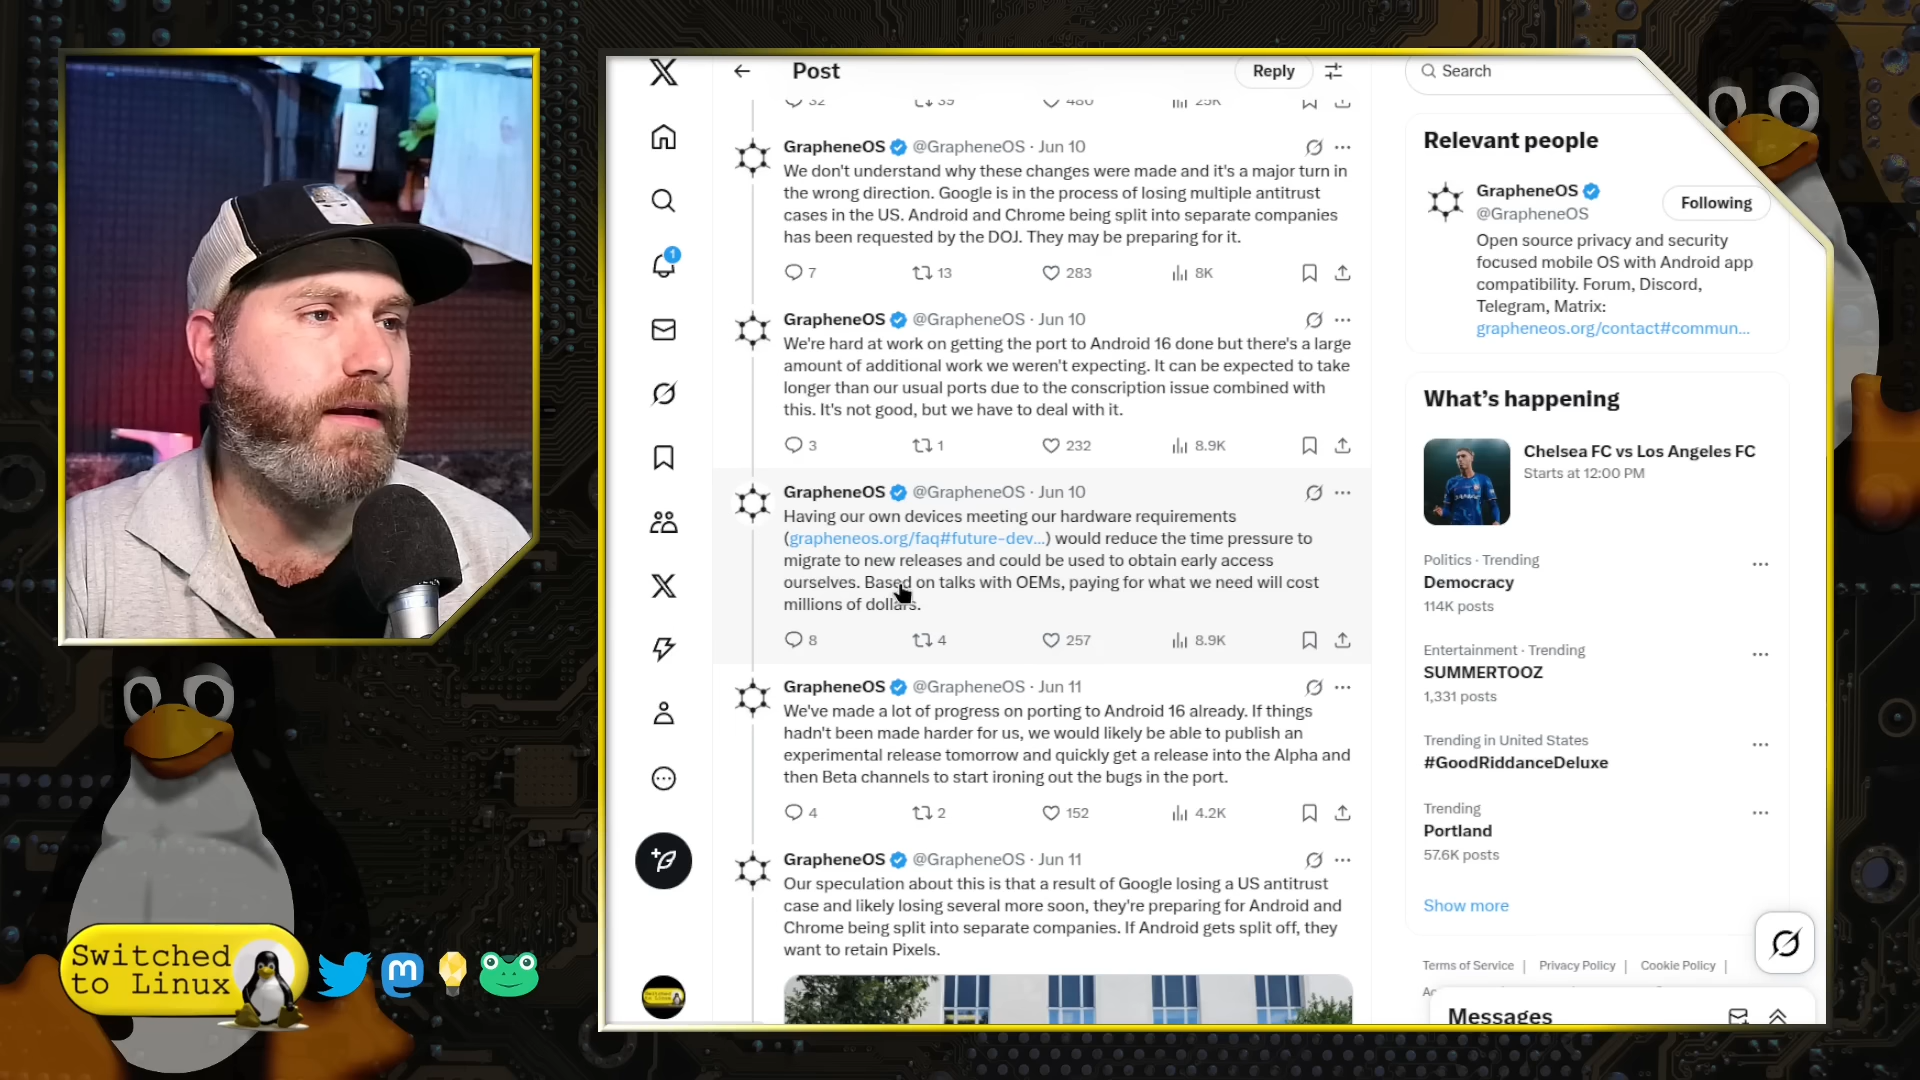 Post
Reply
Search
32 39 480 25K
GrapheneOS @GrapheneOS · Jun 10
We don't understand why these changes were made and it's a major turn in
the wrong direction. Google is in the process of losing multiple antitrust
cases in the US. Android and Chrome being split into separate companies
has been requested by the DOJ. They may be preparing for it.
7 13 283 8K
GrapheneOS @GrapheneOS · Jun 10
We're hard at work on getting the port to Android 16 done but there's a large
amount of additional work we weren't expecting. It can be expected to take
longer than our usual ports due to the conscription issue combined with
this. It's not good, but we have to deal with it.
3 1 232 8.9K
GrapheneOS @GrapheneOS · Jun 10
Having our own devices meeting our hardware requirements
(grapheneos.org/faq#future-dev…) would reduce the time pressure to
migrate to new releases and could be used to obtain early access
ourselves. Based on talks with OEMs, paying for what we need will cost
millions of dollars.
8 4 257 8.9K
GrapheneOS @GrapheneOS · Jun 11
We've made a lot of progress on porting to Android 16 already. If things
hadn't been made harder for us, we would likely be able to publish an
experimental release tomorrow and quickly get a release into the Alpha and
then Beta channels to start ironing out the bugs in the port.
4 2 152 4.2K
GrapheneOS @GrapheneOS · Jun 11
Our speculation about this is that a result of Google losing a US antitrust
case and likely losing several more soon, they're preparing for Android and
Chrome being split into separate companies. If Android gets split off, they
want to retain Pixels.
Relevant people
GrapheneOS
@GrapheneOS
Following
Open source privacy and security
focused mobile OS with Android app
compatibility. Forum, Discord,
Telegram, Matrix:
grapheneos.org/contact#commun…
What's happening
Chelsea FC vs Los Angeles FC
Starts at 12:00 PM
Politics · Trending
Democracy
114K posts
Entertainment · Trending
SUMMERTOOZ
1,331 posts
Trending in United States
#GoodRiddanceDeluxe
Trending
Portland
57.6K posts
Show more
Terms of Service | Privacy Policy | Cookie Policy |
Messages
1
Switched
to Linux